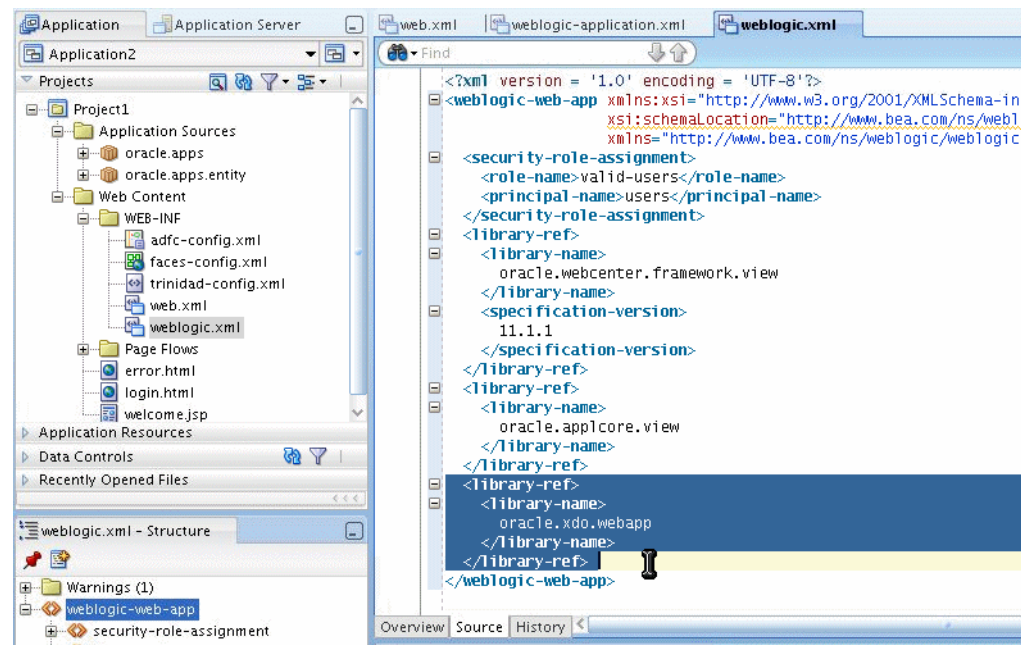 Application
Application Server
Application2
Projects
Project1
Application Sources
oracle.apps
oracle.apps.entity
Web Content
WEB-INF
adfc-config.xml
faces-config.xml
trinidad-config.xml
web.xml
weblogic.xml
Page Flows
error.html
login.html
welcome.jsp
Application Resources
Data Controls
Recently Opened Files
weblogic.xml - Structure
Warnings (1)
weblogic-web-app
security-role-assignment
web.xml
weblogic-application.xml
weblogic.xml
Find
<?xml version = '1.0' encoding = 'UTF-8'?>
<weblogic-web-app xmlns:xsi="http://www.w3.org/2001/XMLSchema-in
xsi:schemaLocation="http://www.bea.com/ns/webl
xmlns="http://www.bea.com/ns/weblogic/weblogic
<security-role-assignment>
<role-name>valid-users</role-name>
<principal-name>users</principal-name>
</security-role-assignment>
<library-ref>
<library-name>
oracle.webcenter.framework.view
</library-name>
<specification-version>
11.1.1
</specification-version>
</library-ref>
<library-ref>
<library-name>
oracle.applcore.view
</library-name>
</library-ref>
<library-ref>
<library-name>
oracle.xdo.webapp
</library-name>
</library-ref>
</weblogic-web-app>
Overview Source History